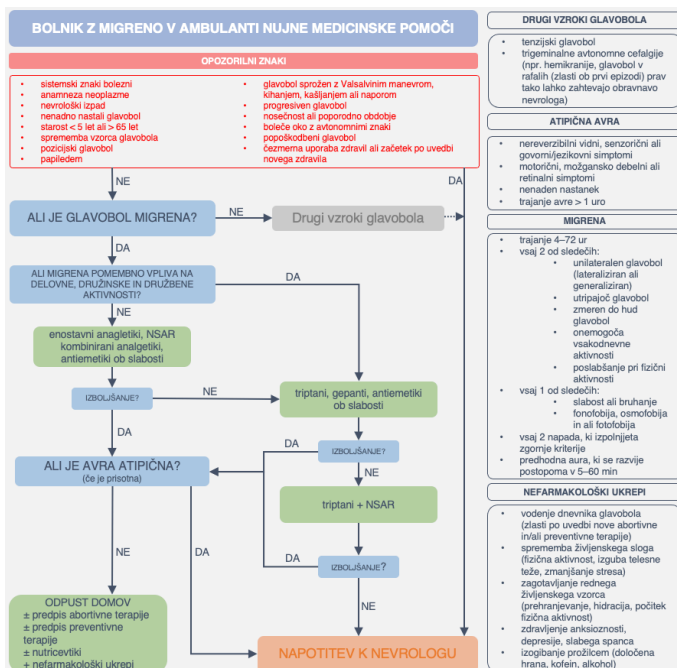 BOLNIK Z MIGRENO V AMBULANTI NUJNE MEDICINSKE POMOČI
OPOZORILNI ZNAKI
• sistemski znaki bolezni
• anamneza neoplazme
• nevrološki izpad
• nenadno nastali glavobol
• starost < 5 let ali > 65 let
• sprememba vzorca glavobola
• pozicijski glavobol
• papiledem
• glavobol sprožen z Valsalvinim manevrom,
kihanjem, kašljanjem ali naporom
• progresiven glavobol
• nosečnost ali poporodno obdobje
• boleče oko z avtonomnimi znaki
• popoškodbeni glavobol
• čezmerna uporaba zdravil ali začetek po uvedbi
novega zdravila
NE
DA
ALI JE GLAVOBOL MIGRENA?
NE
Drugi vzroki glavobola
DA
ALI MIGRENA POMEMBNO VPLIVA NA
DELOVNE, DRUŽINSKE IN DRUŽBENE
AKTIVNOSTI?
DA
NE
enostavni anagletiki, NSAR
kombinirani analgetiki,
antiemetiki ob slabosti
IZBOLJŠANJE?
NE
triptani, gepanti, antiemetiki
ob slabosti
DA
DA
IZBOLJŠANJE?
ALI JE AVRA ATIPIČNA?
(če je prisotna)
NE
triptani + NSAR
NE
DA
DA
IZBOLJŠANJE?
NE
ODPUST DOMOV
± predpis abortivne terapije
± predpis preventivne
terapije
± nutricevtiki
+ nefarmakološki ukrepi
NAPOTITEV K NEVROLOGU
DRUGI VZROKI GLAVOBOLA
• tenzijski glavobol
• trigeminalne avtonomne cefalgije
(npr. hemikranije, glavobol v
rafalih (zlasti ob prvi epizodi) prav
tako lahko zahtevajo obravnavo
nevrologa)
ATIPIČNA AVRA
• nereverzibilni vidni, senzorični ali
govorni/jezikovni simptomi
• motorični, možgansko debelni ali
retinalni simptomi
• nenaden nastanek
• trajanje avre > 1 uro
MIGRENA
• trajanje 4–72 ur
• vsaj 2 od sledečih:
• unilateralen glavobol
(lateraliziran ali
generaliziran)
• utripajoč glavobol
• zmeren do hud
glavobol
• onemogoča
vsakodnevne
aktivnosti
• poslabšanje pri fizični
aktivnosti
• vsaj 1 od sledečih:
• slabost ali bruhanje
• fonofobija, osmofobija
in ali fotofobija
• vsaj 2 napada, ki izpolnjjeta
zgornje kriterije
• predhodna aura, ki se razvije
postopoma v 5–60 min
NEFARMAKOLOŠKI UKREPI
• vodenje dnevnika glavobola
(zlasti po uvedbi nove abortivne
in/ali preventivne terapije)
• sprememba življenskega sloga
(fizična aktivnost, izguba telesne
teže, zmanjšanje stresa)
• zagotavljanje rednega
življenskega vzorca
(prehranjevanje, hidracija, počitek
fizična aktivnost)
• zdravljenje anksioznosti,
depresije, slabega spanca
• izogibanje prožilcem (določena
hrana, kofein, alkohol)